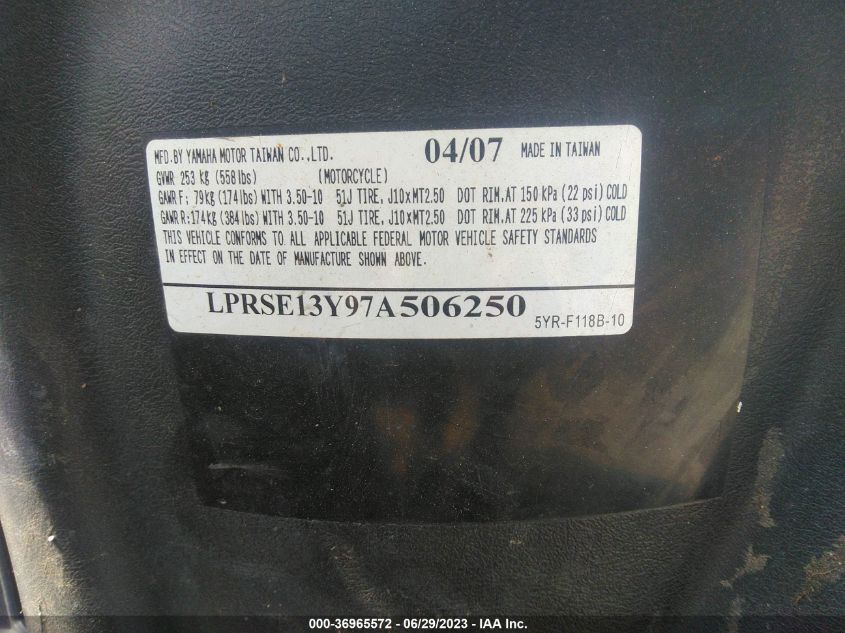 MFD.BY YAMAHA MOTOR TAIWAN CO.,LTD. 04/07 MADE IN TAIWAN
GVWR 253 kg (558 lbs) (MOTORCYCLE)
GAWR F: 79kg (174 lbs) WITH 3.50-10 51J TIRE, J10xMT2.50 DOT RIM.AT 150 kPa (22 psi) COLD
GAWR R:174kg (384 lbs) WITH 3.50-10 51J TIRE, J10xMT2.50 DOT RIM.AT 225 kPa (33 psi) COLD
THIS VEHICLE CONFORMS TO ALL APPLICABLE FEDERAL MOTOR VEHICLE SAFETY STANDARDS
IN EFFECT ON THE DATE OF MANUFACTURE SHOWN ABOVE.
LPRSE13Y97A506250 5YR-F118B-10
000-36965572 / 06/29/2023 - IAA Inc.